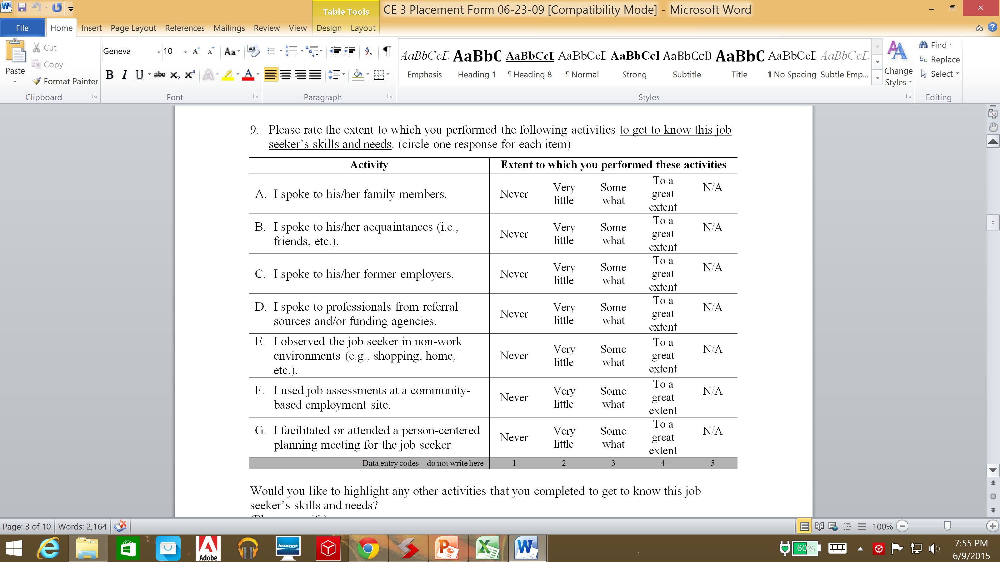 Table Tools
CE 3 Placement Form 06-23-09 [Compatibility Mode] - Microsoft Word
File Home Insert Page Layout References Mailings Review View Design Layout
Paste
Cut
Copy
Format Painter
Clipboard
Geneva 10
Font
Paragraph
AaBbCcL AaBbC AaBbCcI AaBbCcI AaBbCcI AaBbCcD AaBbC AaBbCcI AaBbCcL
Emphasis Heading 1 ¶ Heading 8 ¶ Normal Strong Subtitle Title ¶ No Spacing Subtle Emp...
Styles
Change
Styles
Find
Replace
Select
Editing
9. Please rate the extent to which you performed the following activities to get to know this job
seeker's skills and needs. (circle one response for each item)
Activity Extent to which you performed these activities
A. I spoke to his/her family members.
Never Very little Some what To a great extent N/A
B. I spoke to his/her acquaintances (i.e.,
friends, etc.).
Never Very little Some what To a great extent N/A
C. I spoke to his/her former employers.
Never Very little Some what To a great extent N/A
D. I spoke to professionals from referral
sources and/or funding agencies.
Never Very little Some what To a great extent N/A
E. I observed the job seeker in non-work
environments (e.g., shopping, home,
etc.).
Never Very little Some what To a great extent N/A
F. I used job assessments at a community-
based employment site.
Never Very little Some what To a great extent N/A
G. I facilitated or attended a person-centered
planning meeting for the job seeker.
Never Very little Some what To a great extent N/A
Data entry codes – do not write here 1 2 3 4 5
Would you like to highlight any other activities that you completed to get to know this job
seeker's skills and needs?
Page: 3 of 10 Words: 2,164 100%
Adobe
lenovo
60%
7:55 PM
6/9/2015